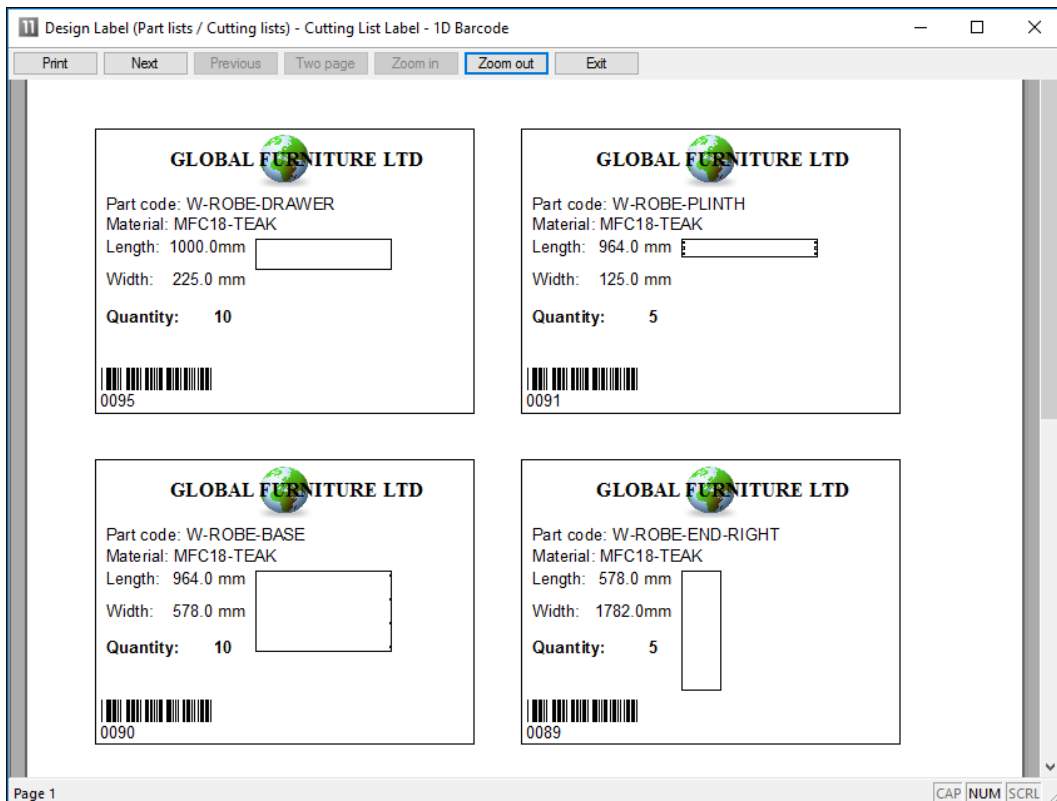 Design Label (Part lists / Cutting lists) - Cutting List Label - 1D Barcode
Print Next Previous Two page Zoom in Zoom out Exit
GLOBAL FURNITURE LTD
Part code: W-ROBE-DRAWER
Material: MFC18-TEAK
Length: 1000.0mm
Width: 225.0 mm
Quantity: 10
0095
GLOBAL FURNITURE LTD
Part code: W-ROBE-PLINTH
Material: MFC18-TEAK
Length: 964.0 mm
Width: 125.0 mm
Quantity: 5
0091
GLOBAL FURNITURE LTD
Part code: W-ROBE-BASE
Material: MFC18-TEAK
Length: 964.0 mm
Width: 578.0 mm
Quantity: 10
0090
GLOBAL FURNITURE LTD
Part code: W-ROBE-END-RIGHT
Material: MFC18-TEAK
Length: 578.0 mm
Width: 1782.0mm
Quantity: 5
0089
Page 1 CAP NUM SCRL